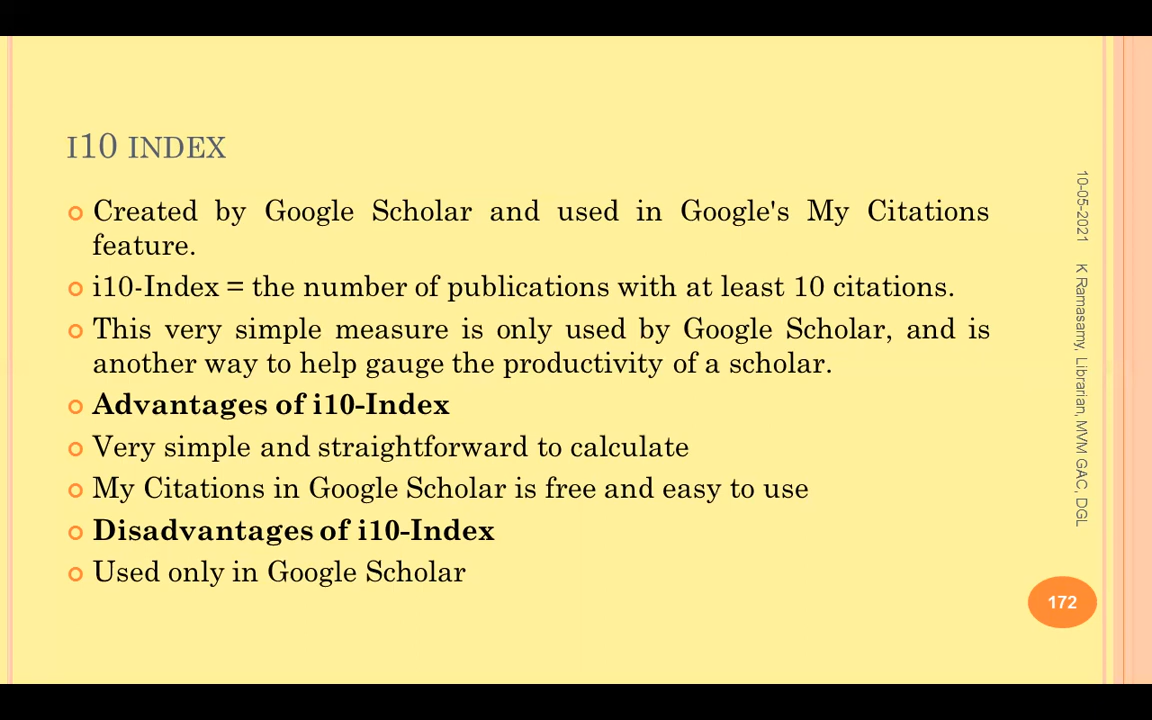 I10 INDEX
Created by Google Scholar and used in Google's My Citations
feature.
i10-Index = the number of publications with at least 10 citations.
This very simple measure is only used by Google Scholar, and is
another way to help gauge the productivity of a scholar.
Advantages of i10-Index
Very simple and straightforward to calculate
My Citations in Google Scholar is free and easy to use
Disadvantages of i10-Index
Used only in Google Scholar
10-05-2021
K Ramasamy, Librarian, MVM GAC, DGL
172